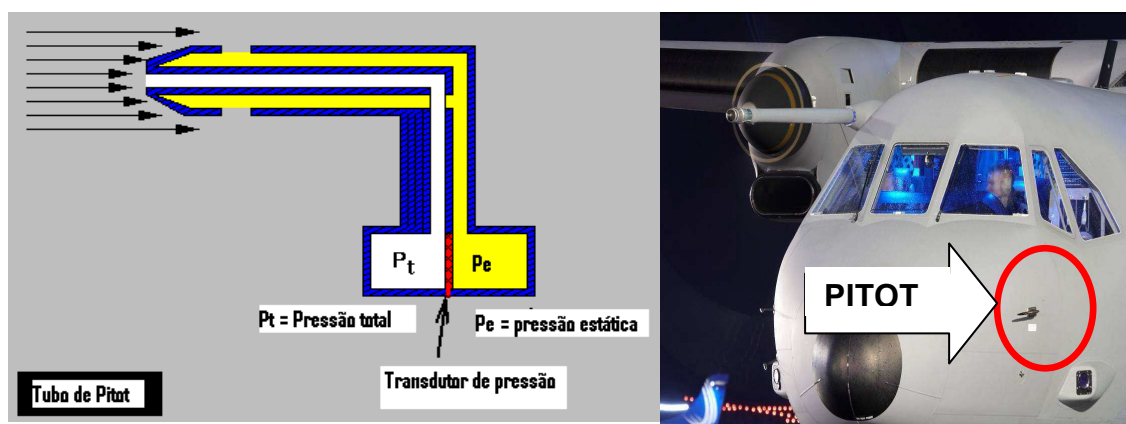 Pt
Pe
Pt = Pressão total
Pe = pressão estática
Transdutor de pressão
Tubo de Pitot
PITOT